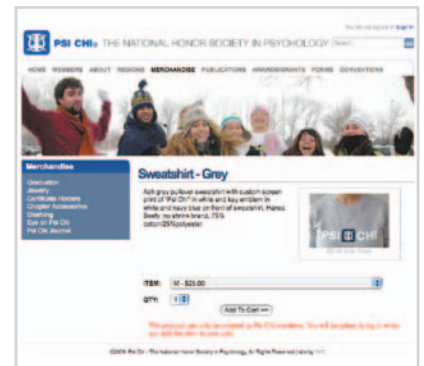 You are not signed in Sign In
PSI CHI® THE NATIONAL HONOR SOCIETY IN PSYCHOLOGY Search
HOME MEMBERS ABOUT REGIONS MERCHANDISE PUBLICATIONS AWARDS/GRANTS FORMS CONVENTIONS
Merchandise
Graduation
Jewelry
Certificate Holders
Chapter Accessories
Clothing
Eye on Psi Chi
Psi Chi Journal
Sweatshirt - Grey
Ash grey pullover sweatshirt with custom screen
print of "Psi Chi" in white and key emblem in
white and navy blue on front of sweatshirt. Hanes
Beefy no shrink brand, 75%
cotton/25%polyester.
PSI CHI
ITEM: M - $23.00
QTY: 1
Add To Cart >>
This product can only be ordered by Psi Chi members. You will be asked to log in when
you add the item to your cart.
Psi Chi - The National Honor Society in Psychology, All Rights Reserved | site by